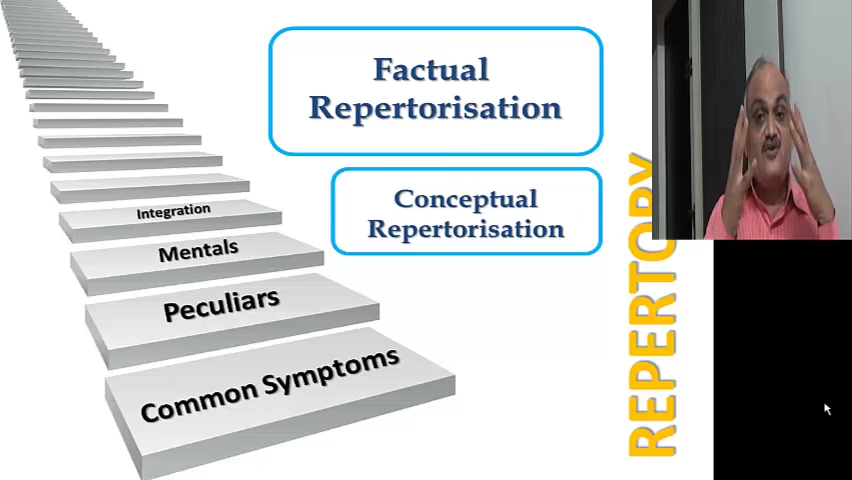 Factual
Repertorisation
Conceptual
Repertorisation
Integration
Mentals
Peculiars
Common Symptoms
REPERTORY